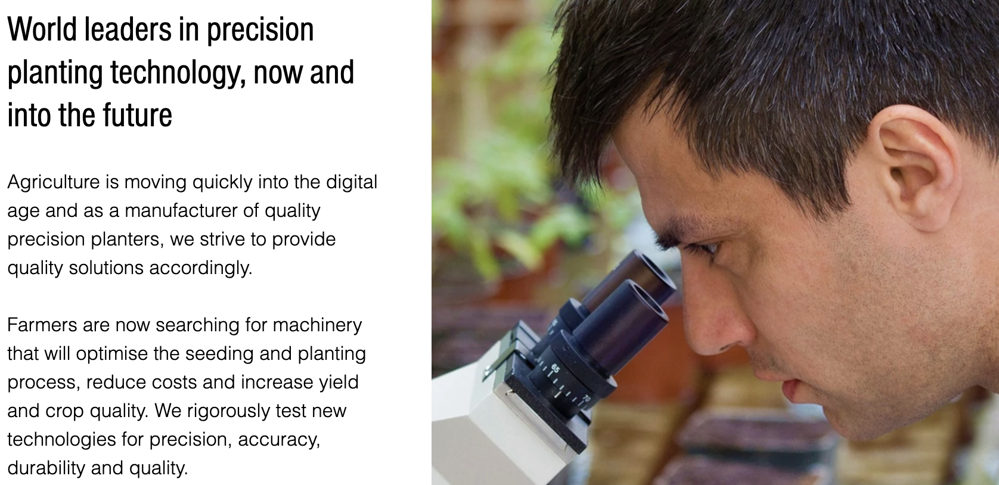 World leaders in precision
planting technology, now and
into the future
Agriculture is moving quickly into the digital
age and as a manufacturer of quality
precision planters, we strive to provide
quality solutions accordingly.
Farmers are now searching for machinery
that will optimise the seeding and planting
process, reduce costs and increase yield
and crop quality. We rigorously test new
technologies for precision, accuracy,
durability and quality.
65
70